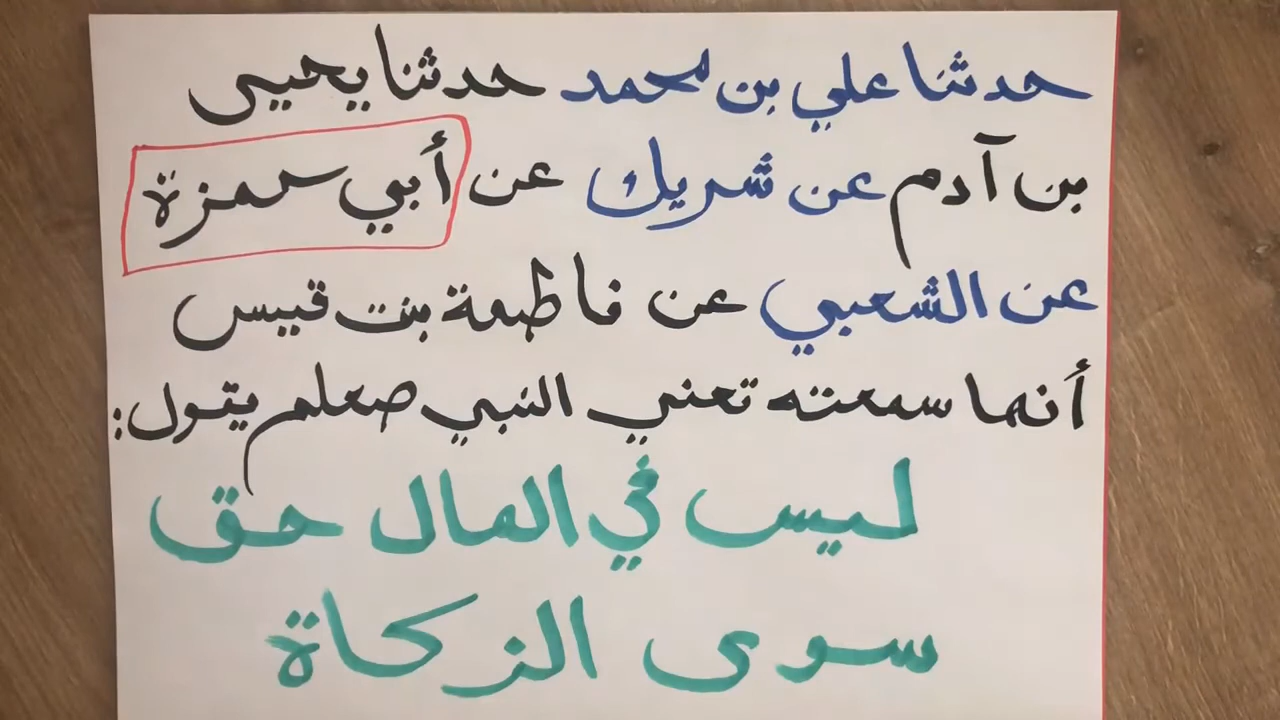 حدثنا علي بن محمد حدثنا يحيى
بن آدم عن شريك عن أبي حمزة
عن الشعبي عن فاطمة بنت قيس
أنها سمعته تعني النبي صعلم يقول:
ليس في المال حق
سوى الزكاة